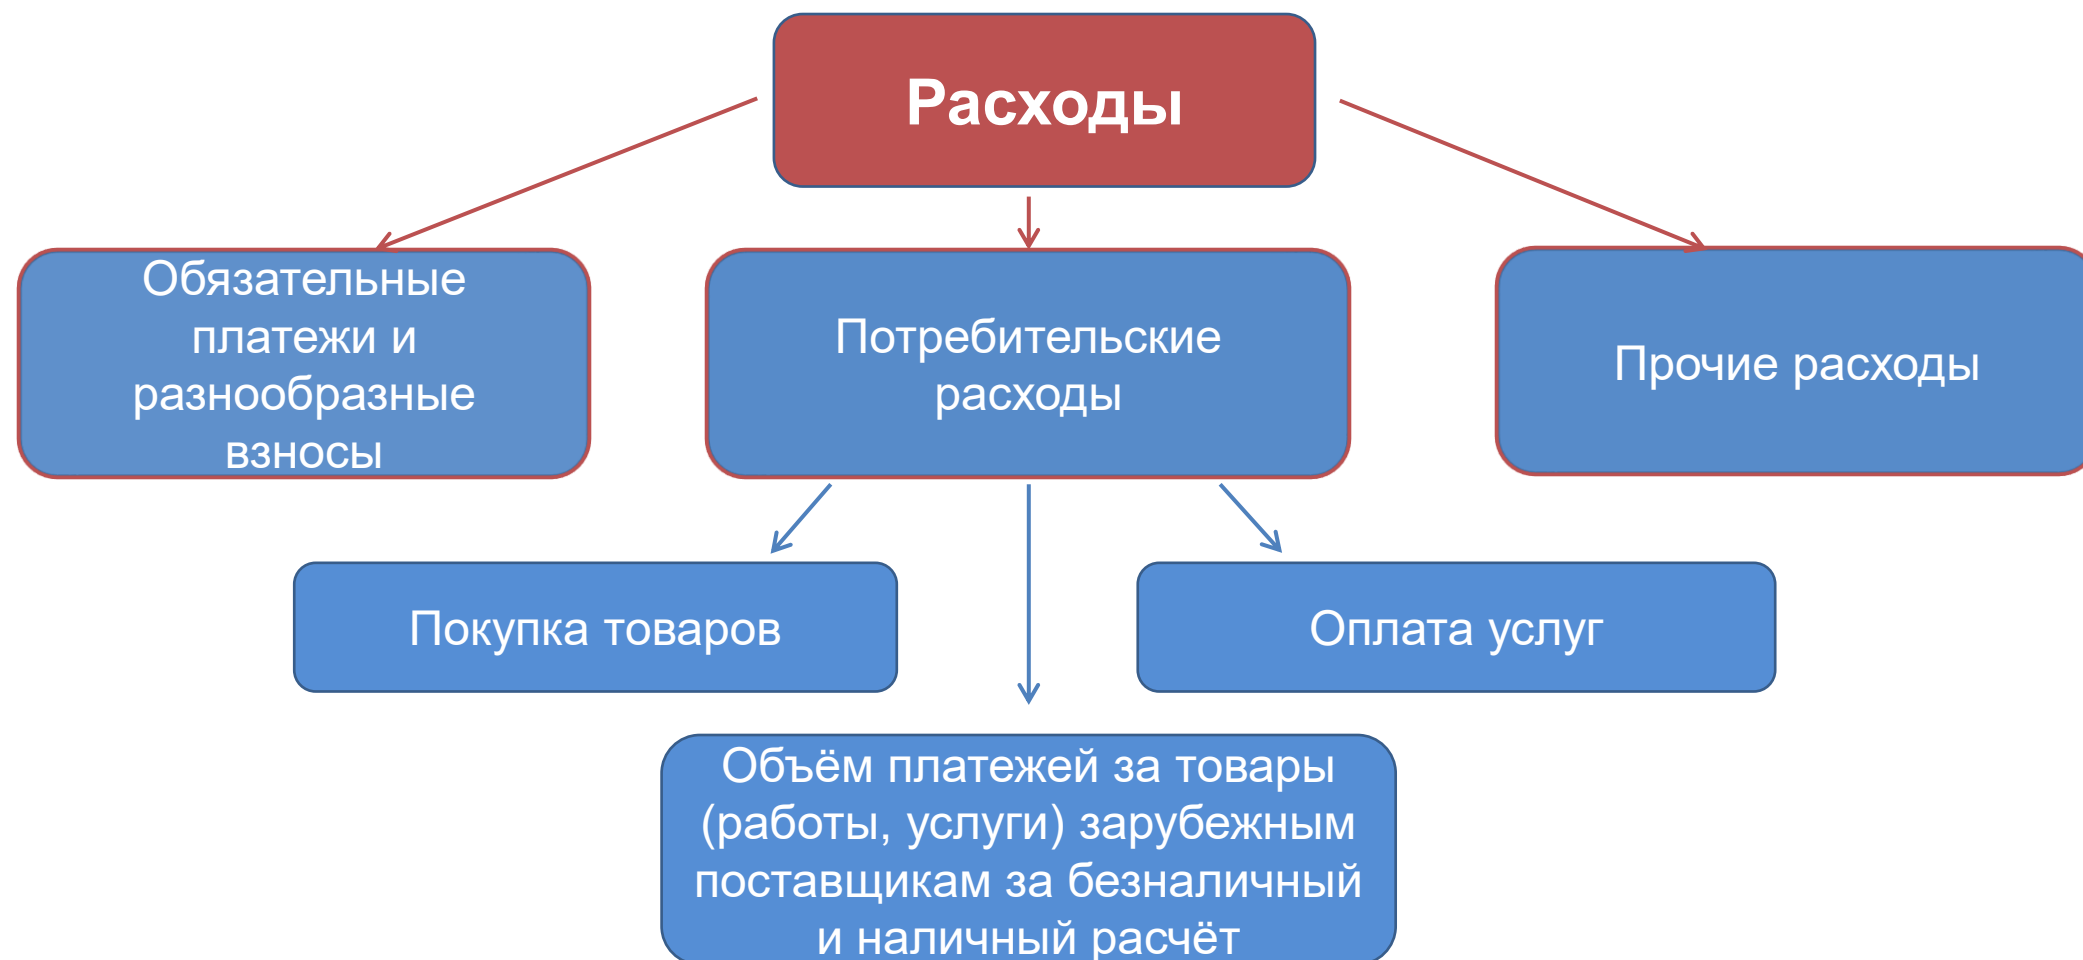 Расходы
Обязательные
платежи и
разнообразные
взносы
Потребительские
расходы
Прочие расходы
Покупка товаров
Оплата услуг
Объём платежей за товары
(работы, услуги) зарубежным
поставщикам за безналичный
и наличный расчёт